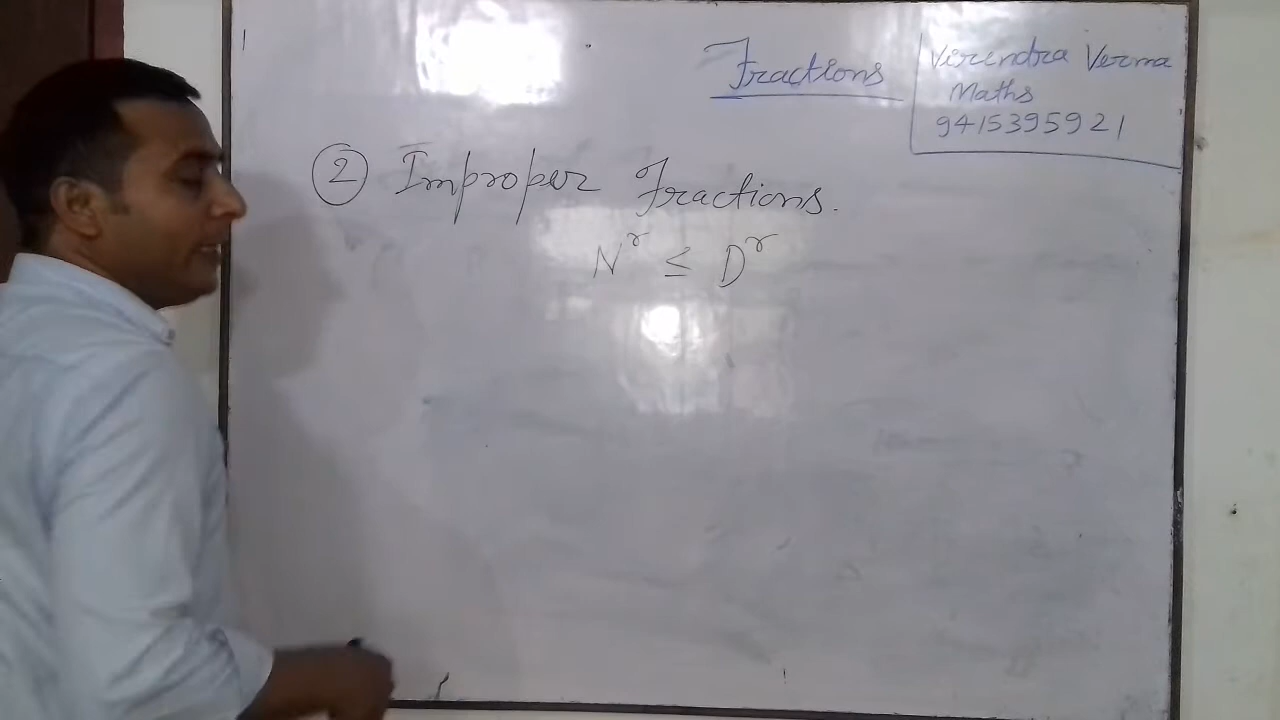 Fractions
Virendra Verma
Maths
9415395921
② Improper Fractions.
Nʳ ≤ Dʳ